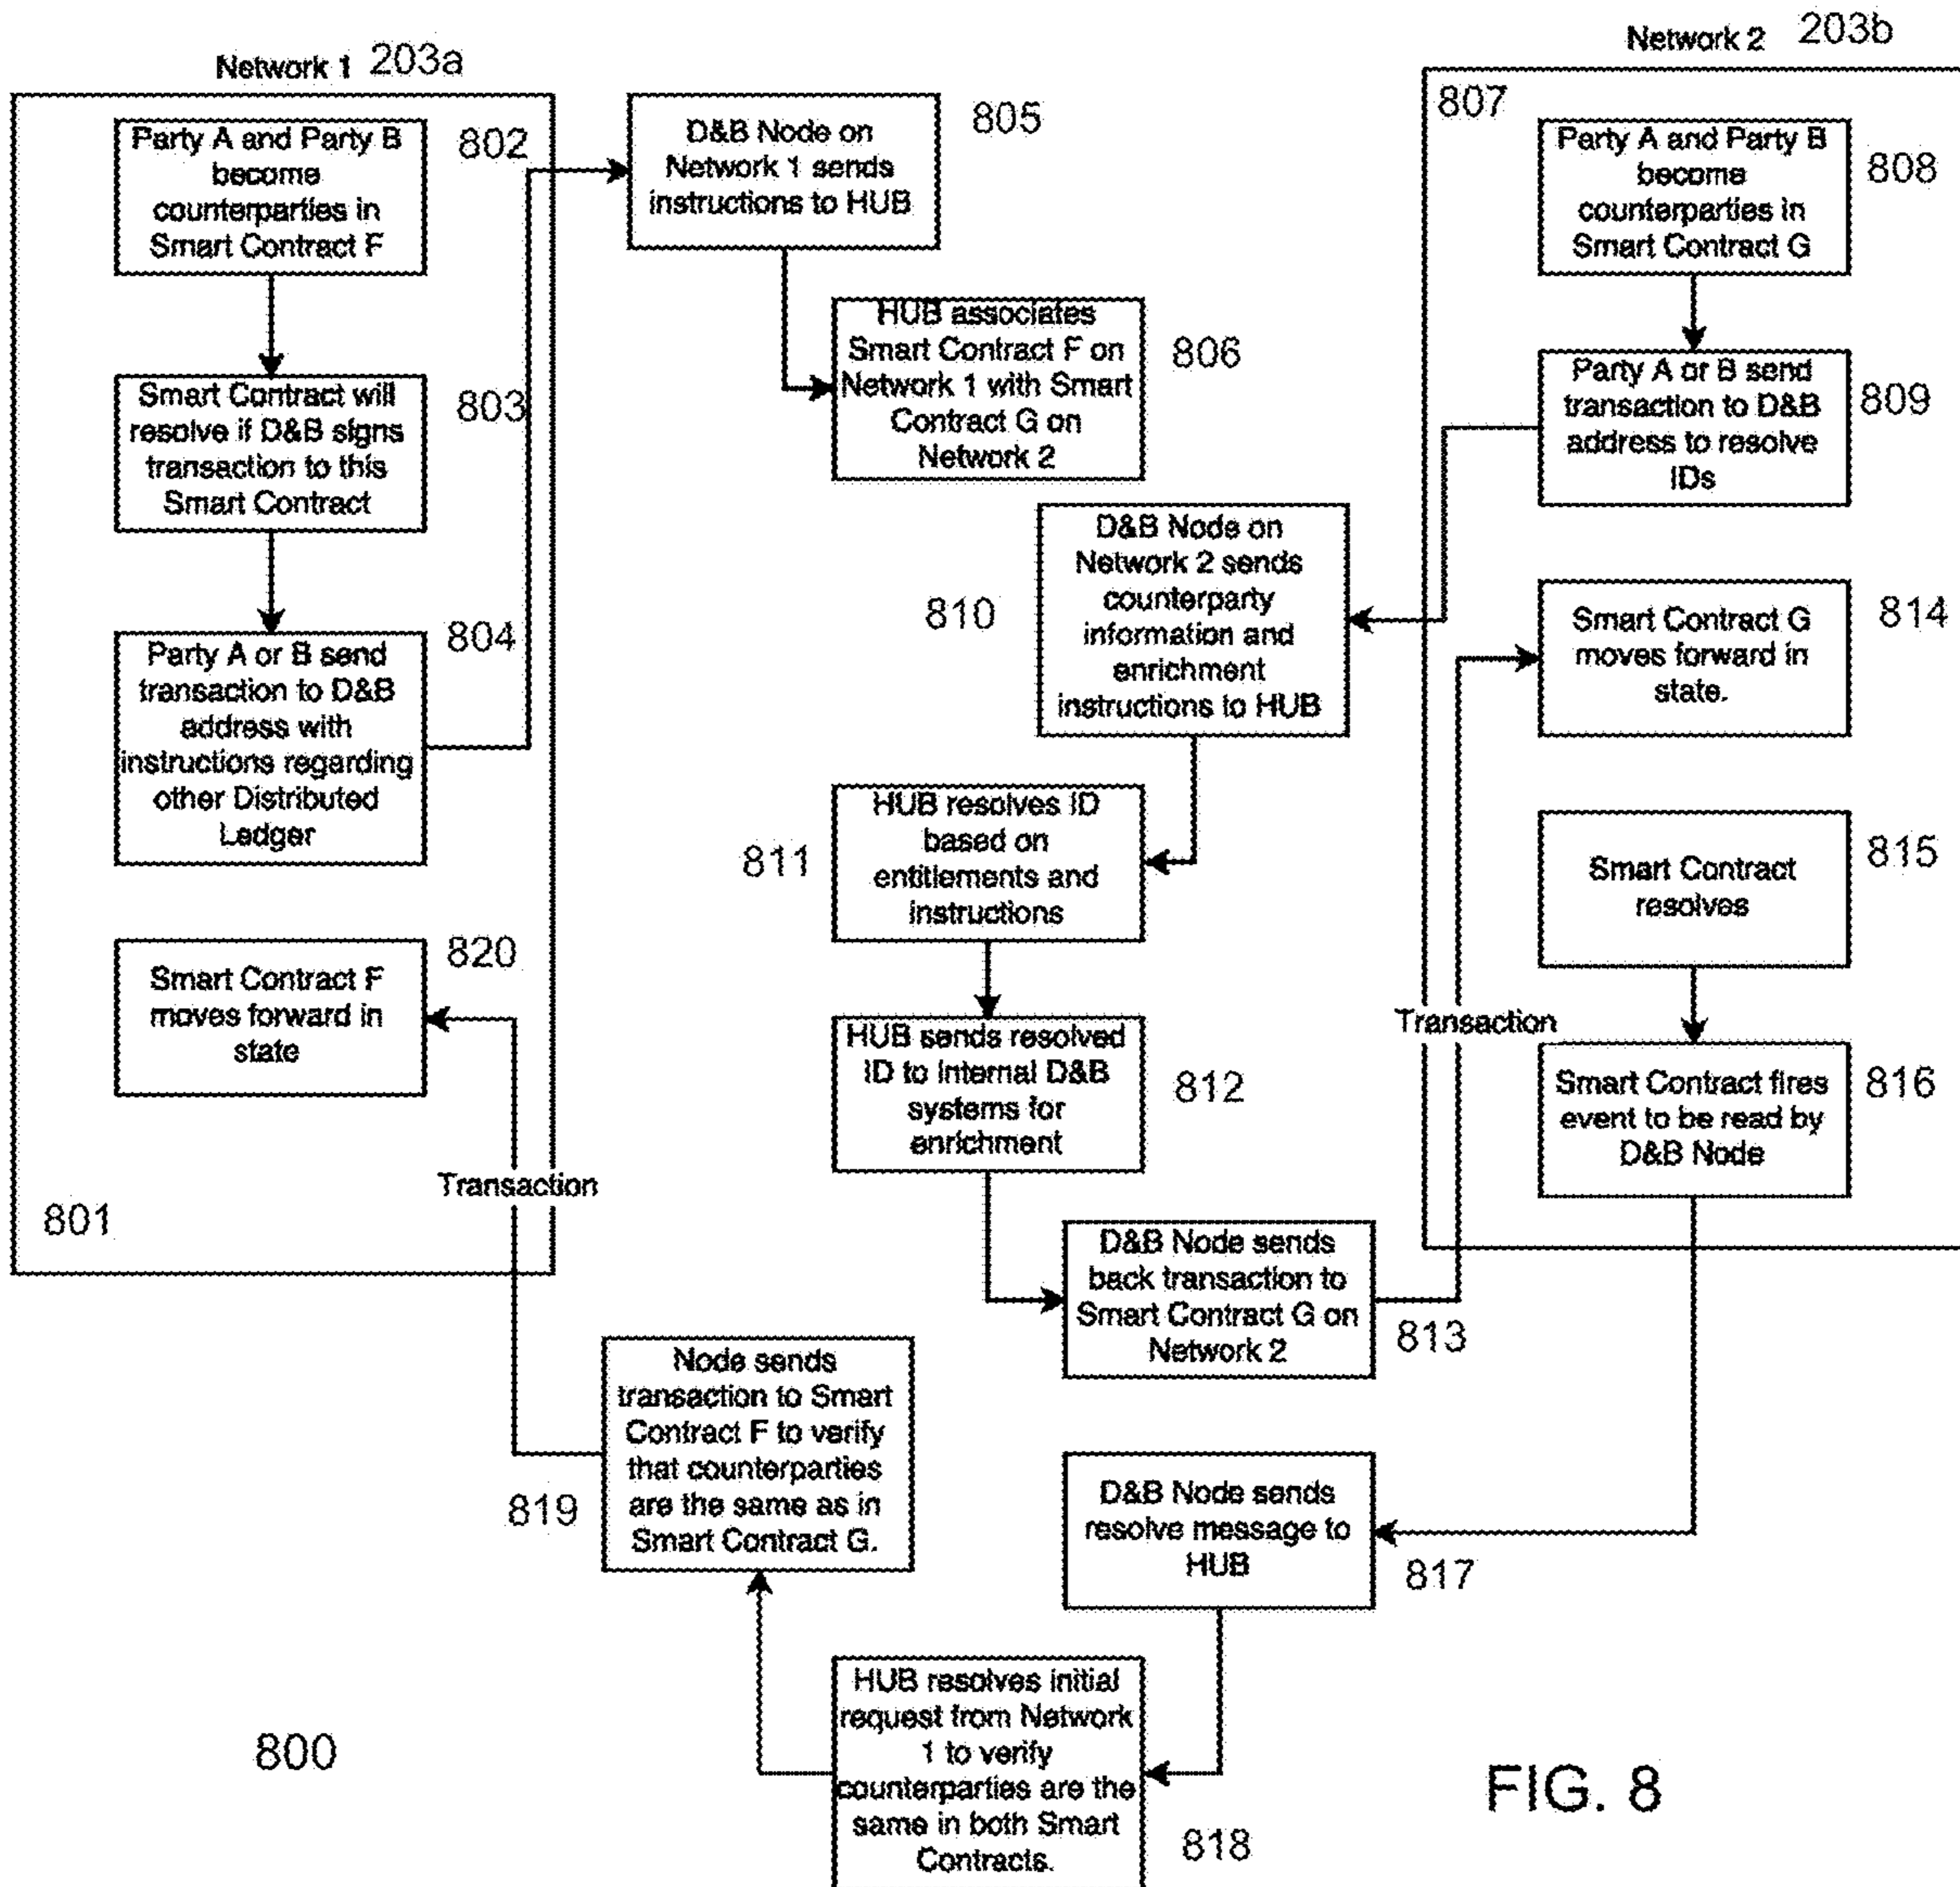 Network 1 203a
Network 2 203b
801
Party A and Party B
become
counterparties in
Smart Contract F
802
Smart Contract will
resolve if D&B signs
transaction to this
Smart Contract
803
Party A or B send
transaction to D&B
address with
instructions regarding
other Distributed
Ledger
804
D&B Node on
Network 1 sends
instructions to HUB
805
HUB associates
Smart Contract F on
Network 1 with Smart
Contract G on
Network 2
806
807
Party A and Party B
become
counterparties in
Smart Contract G
808
Party A or B send
transaction to D&B
address to resolve
IDs
809
D&B Node on
Network 2 sends
counterparty
information and
enrichment
instructions to HUB
810
HUB resolves ID
based on
entitlements and
instructions
811
HUB sends resolved
ID to Internal D&B
systems for
enrichment
812
D&B Node sends
back transaction to
Smart Contract G on
Network 2
813
Transaction
Smart Contract G
moves forward in
state.
814
Smart Contract
resolves
815
Smart Contract fires
event to be read by
D&B Node
816
D&B Node sends
resolve message to
HUB
817
HUB resolves initial
request from Network
1 to verify
counterparties are the
same in both Smart
Contracts.
818
Node sends
transaction to Smart
Contract F to verify
that counterparties
are the same as in
Smart Contract G.
819
Transaction
Smart Contract F
moves forward in
state
820
800
FIG. 8